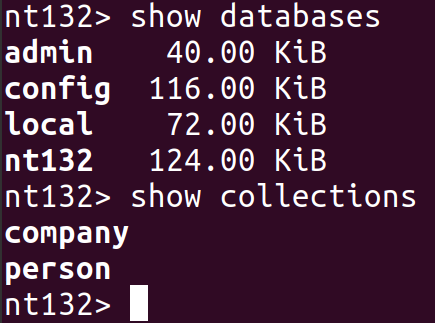 nt132> show databases
admin     40.00 KiB
config  116.00 KiB
local     72.00 KiB
nt132   124.00 KiB
nt132> show collections
company
person
nt132>